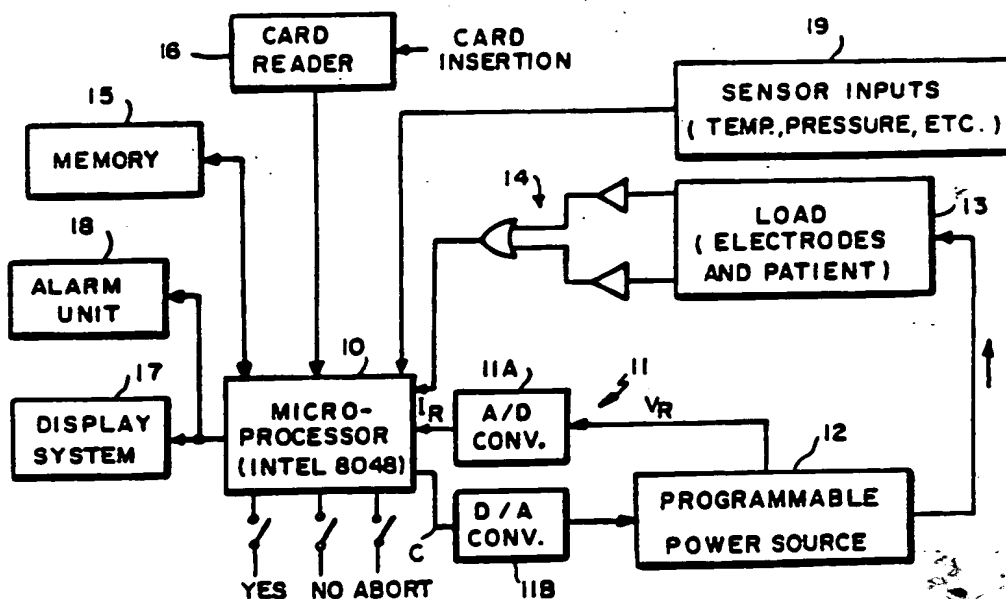 16
CARD
READER
CARD
INSERTION
19
SENSOR INPUTS
( TEMP., PRESSURE, ETC. )
15
MEMORY
14
13
LOAD
( ELECTRODES
AND PATIENT )
18
ALARM
UNIT
10
17
DISPLAY
SYSTEM
MICRO-
PROCESSOR
(INTEL 8048)
IR
11A
A/D
CONV.
11
VR
12
PROGRAMMABLE
POWER SOURCE
C
D/A
CONV.
11B
YES NO ABORT